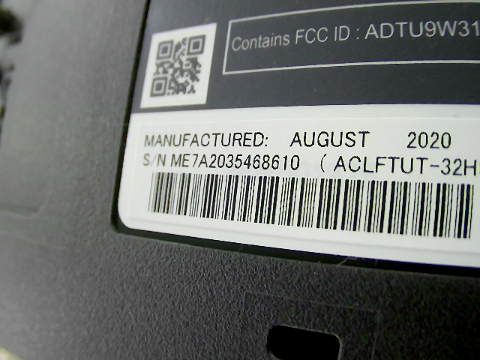 Contains FCC ID : ADTU9W31
MANUFACTURED: AUGUST 2020
S/N ME7A2035468610 ( ACLFTUT-32H